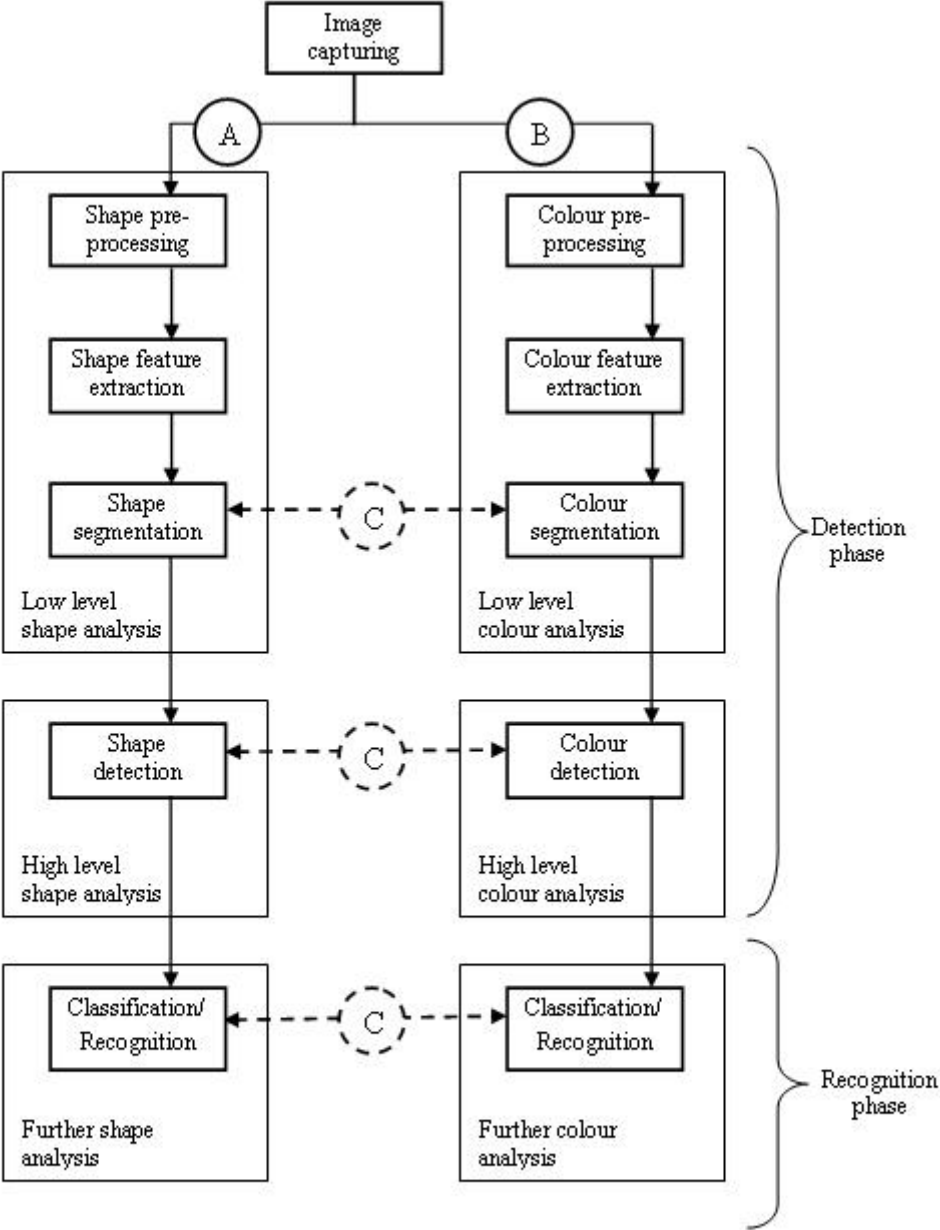 Image
capturing
A
B
Shape pre-
processing
Colour pre-
processing
Shape feature
extraction
Colour feature
extraction
Shape
segmentation
C
Colour
segmentation
Detection
phase
Low level
shape analysis
Low level
colour analysis
Shape
detection
C
Colour
detection
High level
shape analysis
High level
colour analysis
Classification/
Recognition
C
Classification/
Recognition
Recognition
phase
Further shape
analysis
Further colour
analysis